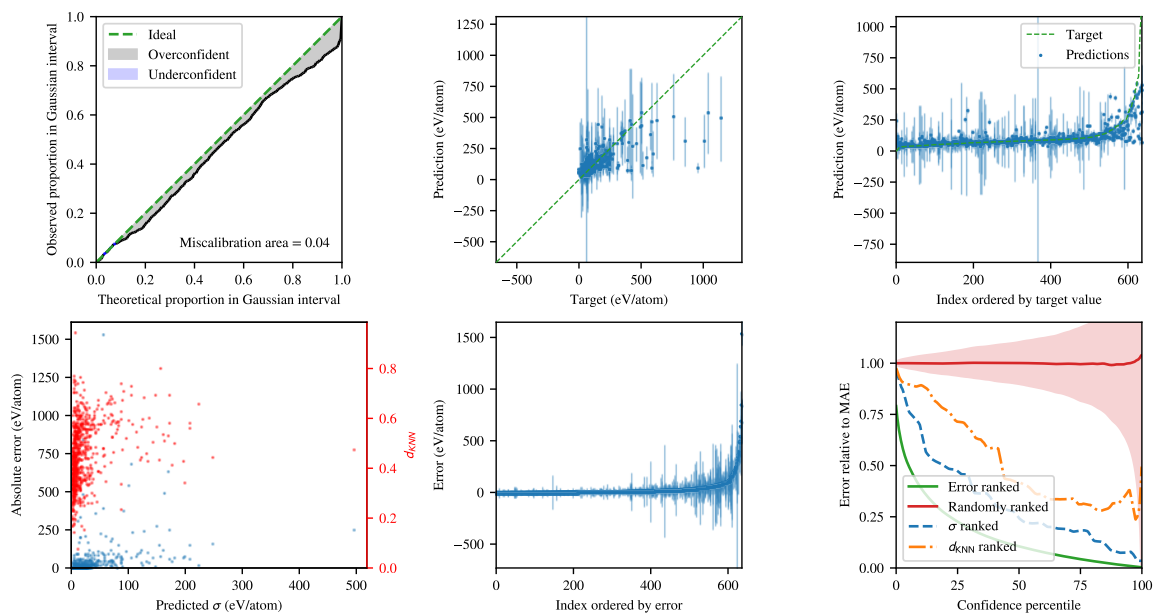 1.0
0.8
0.6
0.4
0.2
0.0
Observed proportion in Gaussian interval
Ideal
Overconfident
Underconfident
Miscalibration area = 0.04
0.0 0.2 0.4 0.6 0.8 1.0
Theoretical proportion in Gaussian interval
1250
1000
750
500
250
0
−250
−500
Prediction (eV/atom)
−500 0 500 1000
Target (eV/atom)
1000
750
500
250
0
−250
−500
−750
Prediction (eV/atom)
Target
Predictions
0 200 400 600
Index ordered by target value
1500
1250
1000
750
500
250
0
Absolute error (eV/atom)
0 100 200 300 400 500
Predicted σ (eV/atom)
0.8
0.6
0.4
0.2
0.0
d_KNN
1500
1000
500
0
−500
Error (eV/atom)
0 200 400 600
Index ordered by error
1.00
0.75
0.50
0.25
0.00
Error relative to MAE
Error ranked
Randomly ranked
σ ranked
d_KNN ranked
0 25 50 75 100
Confidence percentile